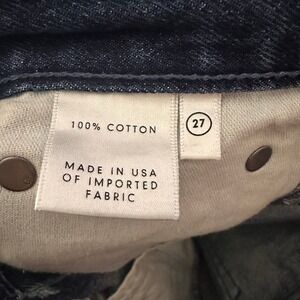 100% COTTON
27
MADE IN USA
OF IMPORTED
FABRIC